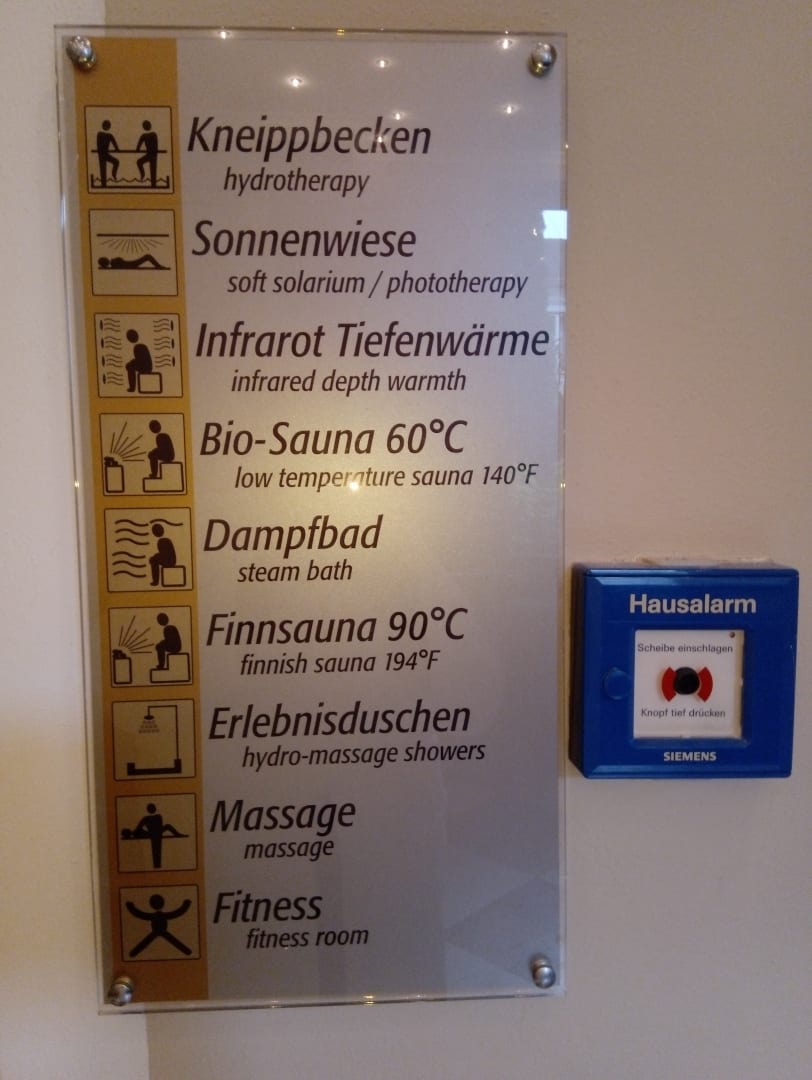 Kneippbecken
hydrotherapy
Sonnenwiese
soft solarium / phototherapy
Infrarot Tiefenwärme
infrared depth warmth
Bio-Sauna 60°C
low temperature sauna 140°F
Dampfbad
steam bath
Finnsauna 90°C
finnish sauna 194°F
Erlebnisduschen
hydro-massage showers
Massage
massage
Fitness
fitness room
Hausalarm
Scheibe einschlagen
Knopf tief drücken
SIEMENS